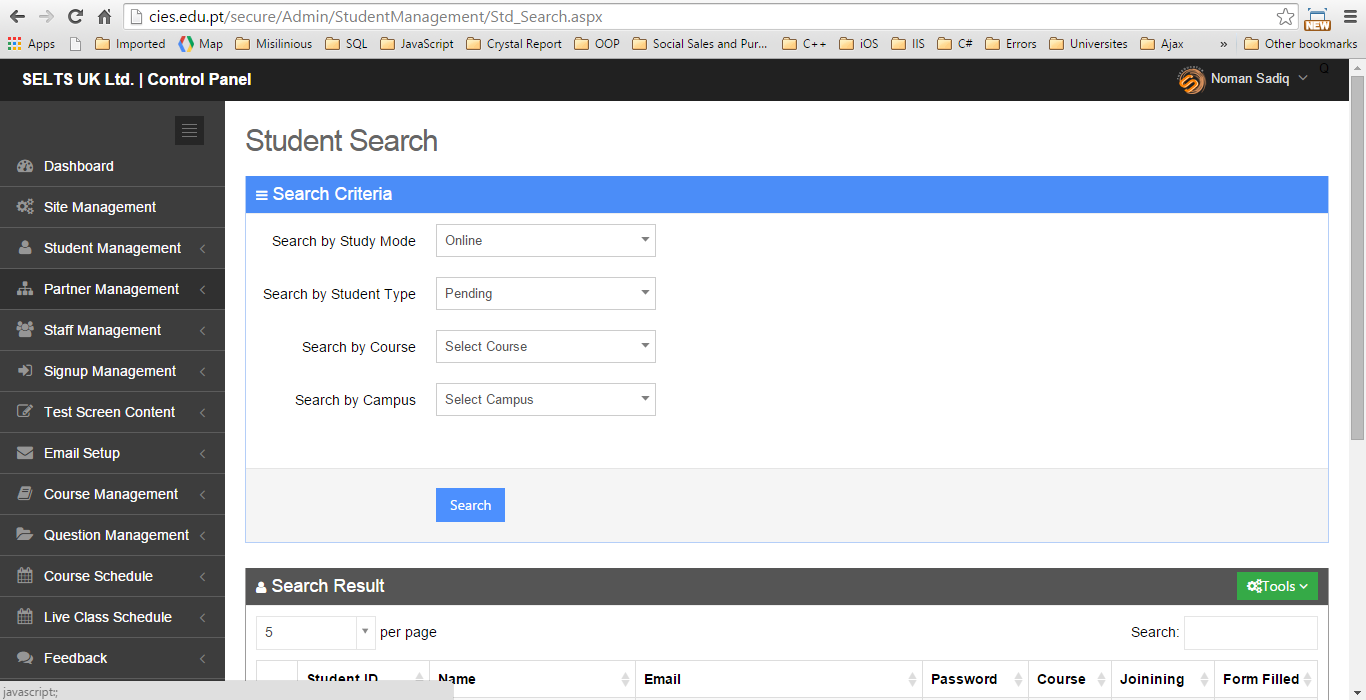 cies.edu.pt/secure/Admin/StudentManagement/Std_Search.aspx
NEW
Apps Imported Map Misilinious SQL JavaScript Crystal Report OOP Social Sales and Pur... C++ iOS IIS C# Errors Universites Ajax » Other bookmarks
SELTS UK Ltd. | Control Panel
Noman Sadiq
Q
Student Search
Dashboard
Site Management
Student Management
Partner Management
Staff Management
Signup Management
Test Screen Content
Email Setup
Course Management
Question Management
Course Schedule
Live Class Schedule
Feedback
Search Criteria
Search by Study Mode Online
Search by Student Type Pending
Search by Course Select Course
Search by Campus Select Campus
Search
Search Result
Tools
5 per page
Search:
Student ID Name Email Password Course Joinining Form Filled
javascript:;